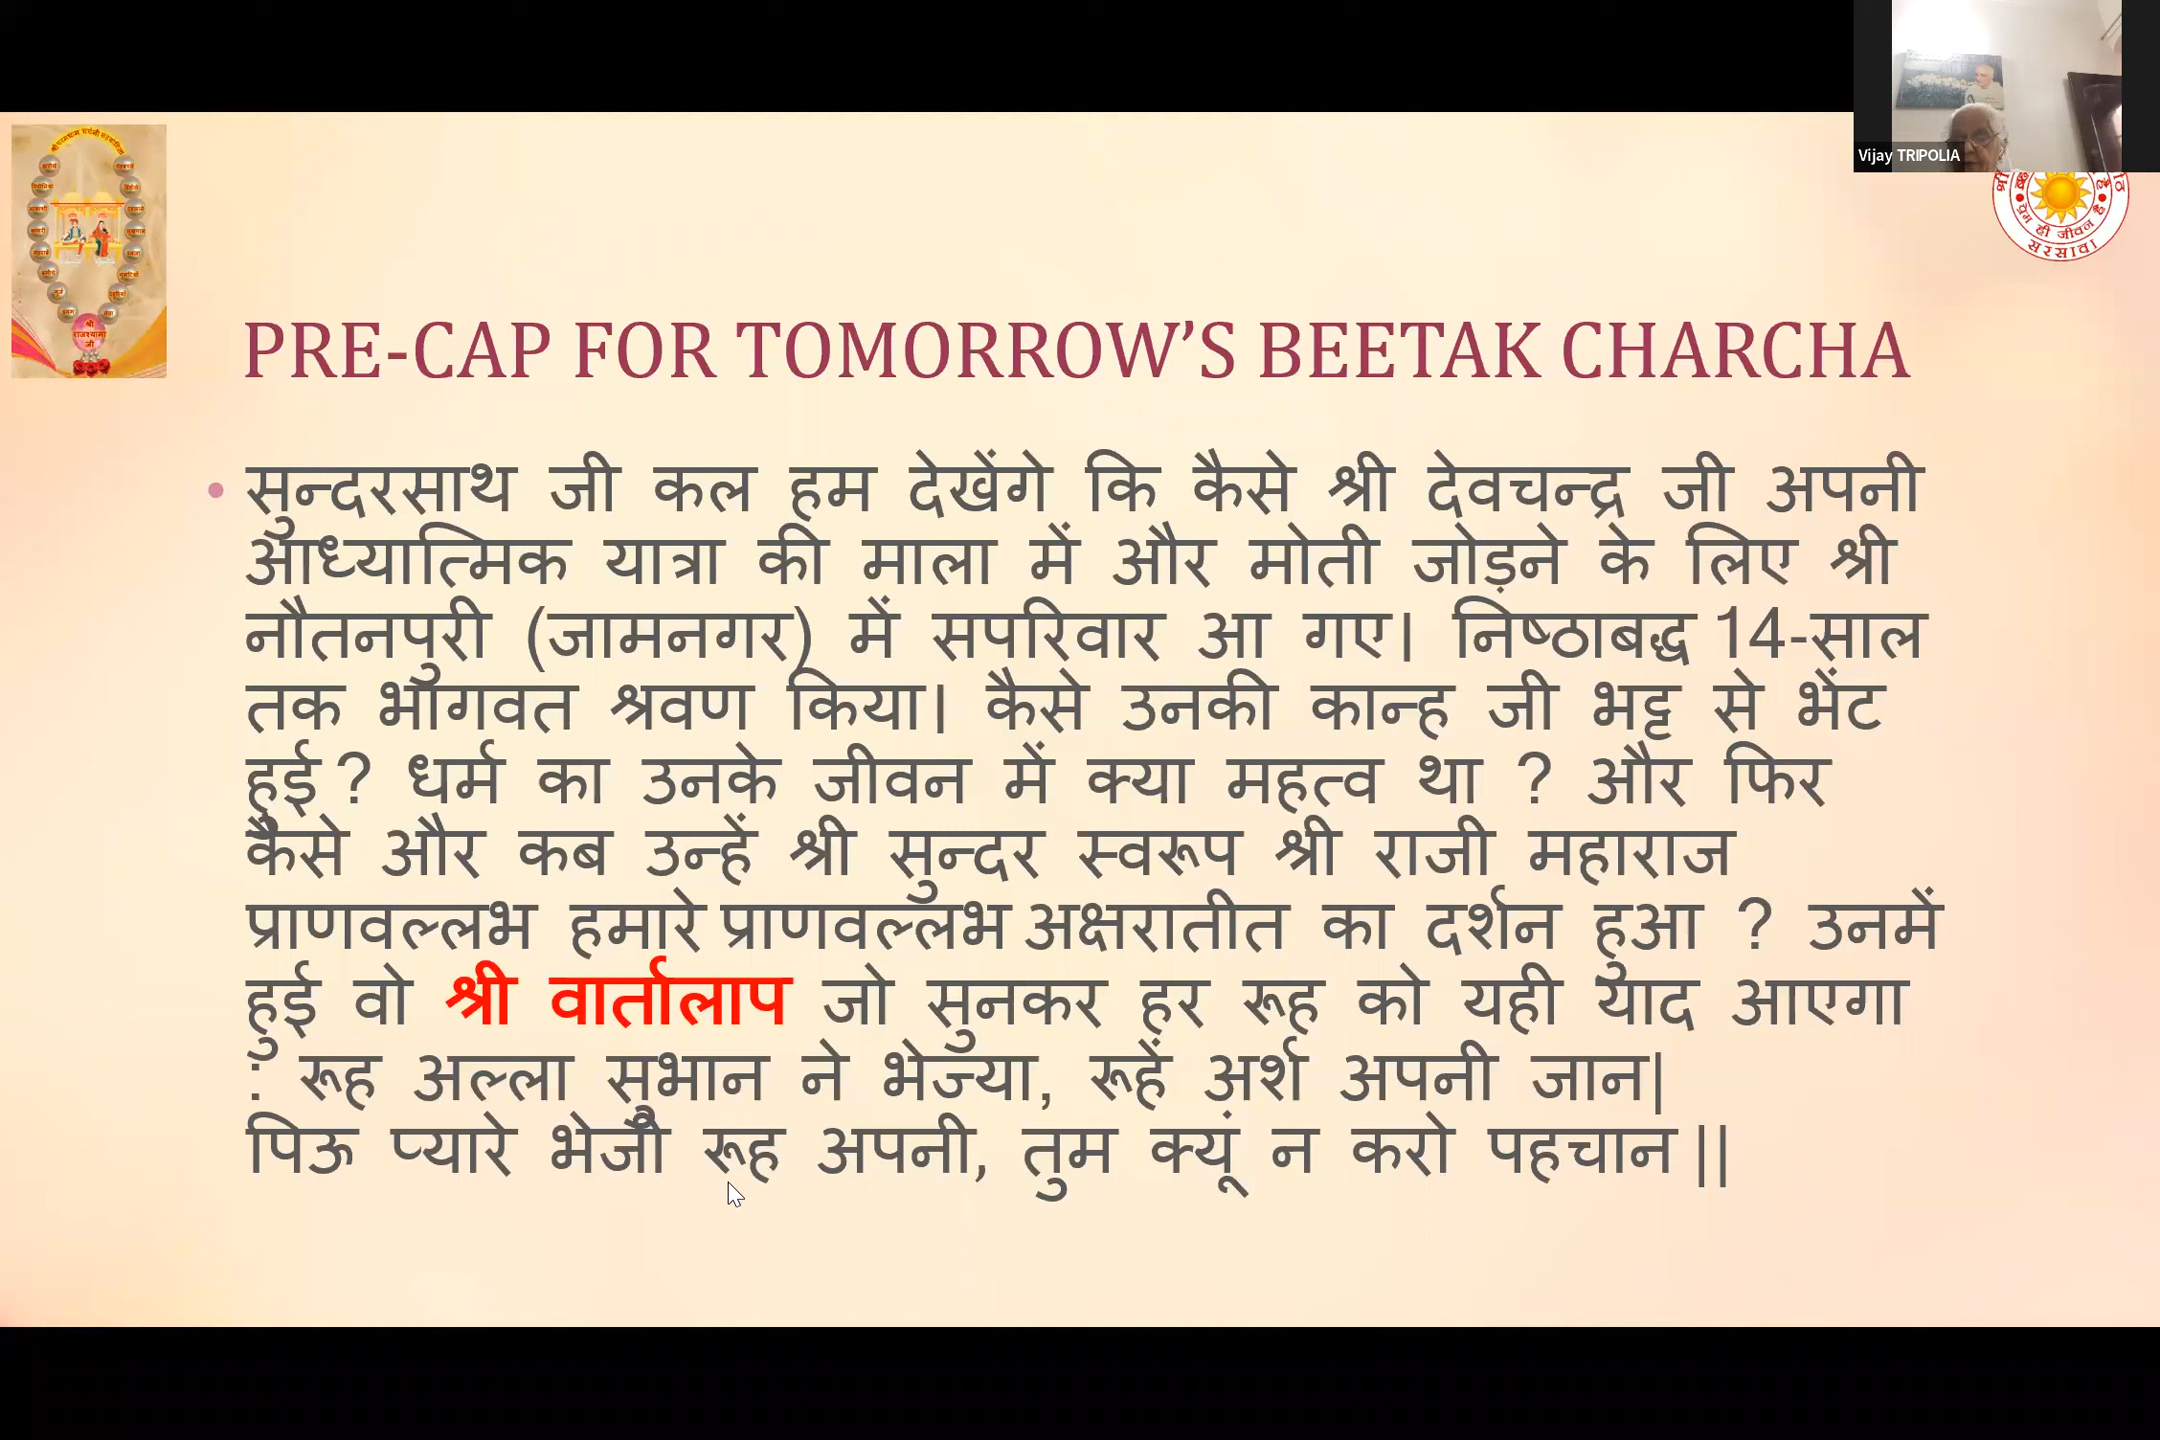 Vijay TRIPOLIA
प्रेम ही जीवन है
सरसावा
श्री राजश्यामा जी
PRE-CAP FOR TOMORROW’S BEETAK CHARCHA
• सुन्दरसाथ जी कल हम देखेंगे कि कैसे श्री देवचन्द्र जी अपनी
आध्यात्मिक यात्रा की माला में और मोती जोड़ने के लिए श्री
नौतनपुरी (जामनगर) में सपरिवार आ गए। निष्ठाबद्ध 14-साल
तक भागवत श्रवण किया। कैसे उनकी कान्ह जी भट्ट से भेंट
हुई ? धर्म का उनके जीवन में क्या महत्व था ? और फिर
कैसे और कब उन्हें श्री सुन्दर स्वरूप श्री राजी महाराज
प्राणवल्लभ हमारे प्राणवल्लभ अक्षरातीत का दर्शन हुआ ? उनमें
हुई वो श्री वार्तालाप जो सुनकर हर रूह को यही याद आएगा
: रूह अल्ला सुभान ने भेज्या, रूहें अर्श अपनी जान|
पिऊ प्यारे भेजी रूह अपनी, तुम क्यूं न करो पहचान||